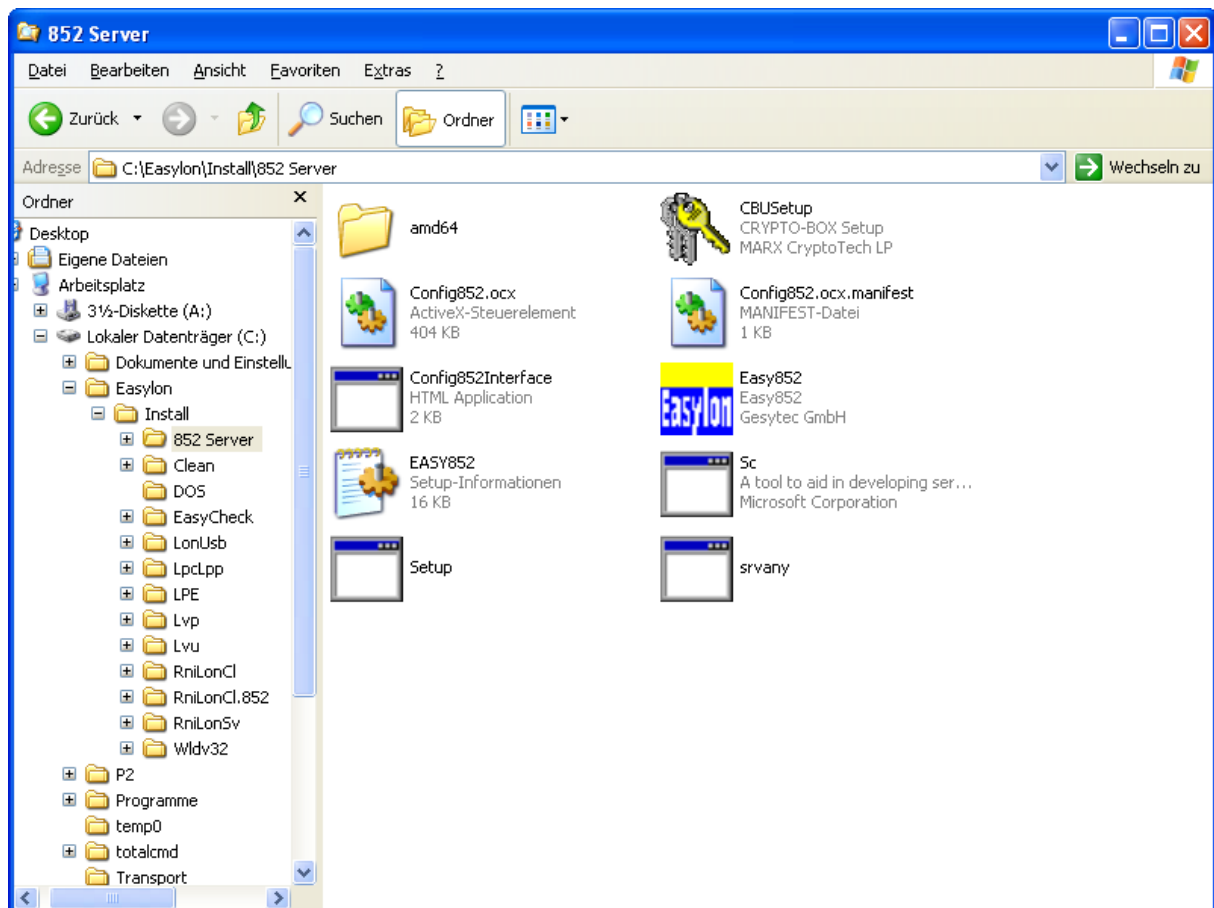 852 Server
Datei Bearbeiten Ansicht Favoriten Extras ?
Zurück Suchen Ordner
Adresse C:\Easylon\Install\852 Server Wechseln zu
Ordner
Desktop
Eigene Dateien
Arbeitsplatz
3½-Diskette (A:)
Lokaler Datenträger (C:)
Dokumente und Einstellu
Easylon
Install
852 Server
Clean
DOS
EasyCheck
LonUsb
LpcLpp
LPE
Lvp
Lvu
RniLonCl
RniLonCl.852
RniLonSv
Wldv32
P2
Programme
temp0
totalcmd
Transport
amd64
CBUSetup
CRYPTO-BOX Setup
MARX CryptoTech LP
Config852.ocx
ActiveX-Steuerelement
404 KB
Config852.ocx.manifest
MANIFEST-Datei
1 KB
Config852Interface
HTML Application
2 KB
Easylon
Easy852
Easy852
Gesytec GmbH
EASY852
Setup-Informationen
16 KB
Sc
A tool to aid in developing ser...
Microsoft Corporation
Setup
srvany